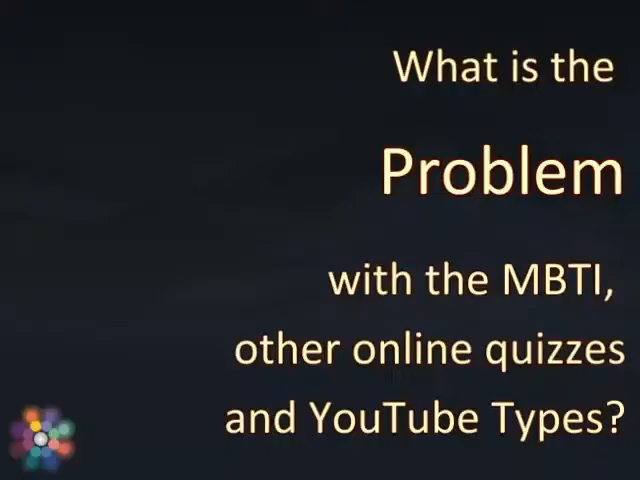 What is the
Problem
with the MBTI,
other online quizzes
and YouTube Types?